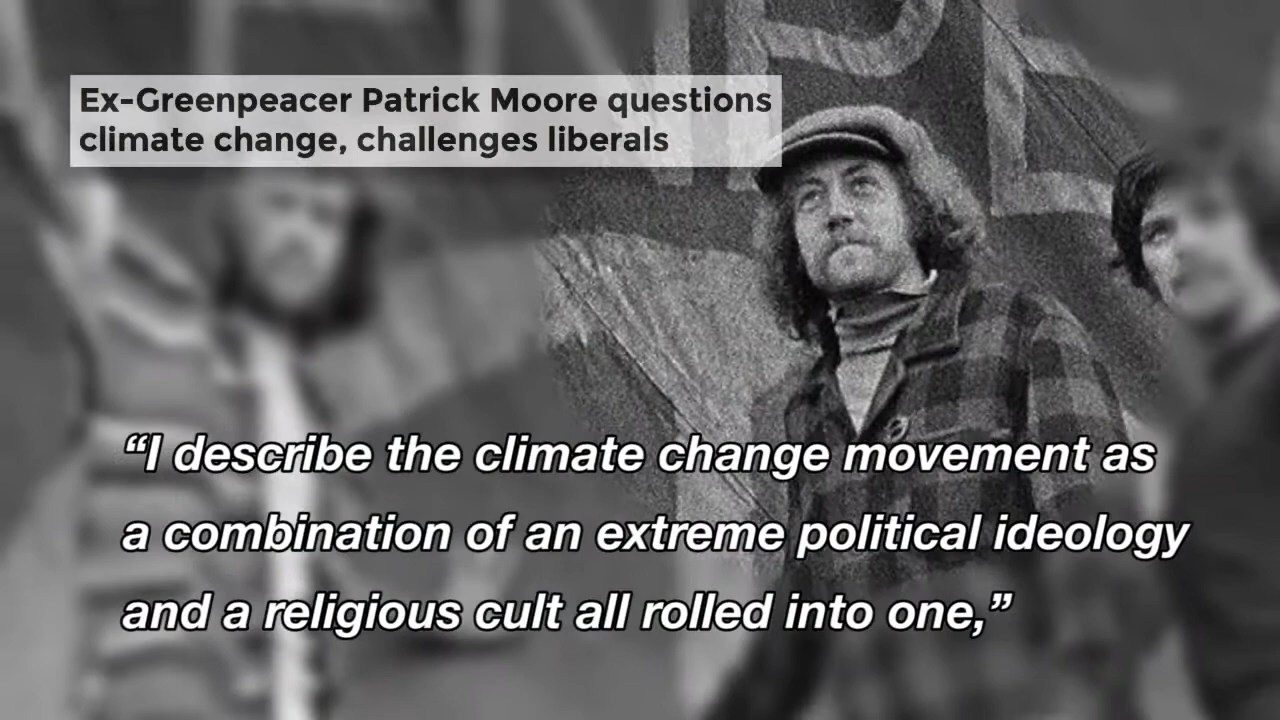 Ex-Greenpeacer Patrick Moore questions
climate change, challenges liberals
“I describe the climate change movement as
a combination of an extreme political ideology
and a religious cult all rolled into one,”